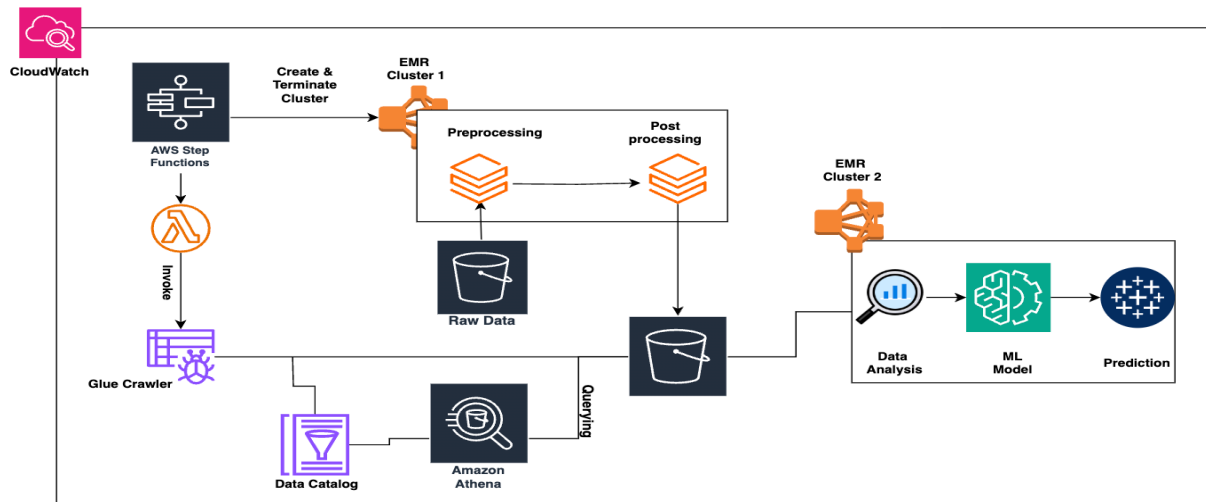 CloudWatch
Create &
Terminate
Cluster
EMR
Cluster 1
AWS Step
Functions
Preprocessing
Post
processing
EMR
Cluster 2
Invoke
Raw Data
Glue Crawler
Querying
Data
Analysis
ML
Model
Prediction
Data Catalog
Amazon
Athena